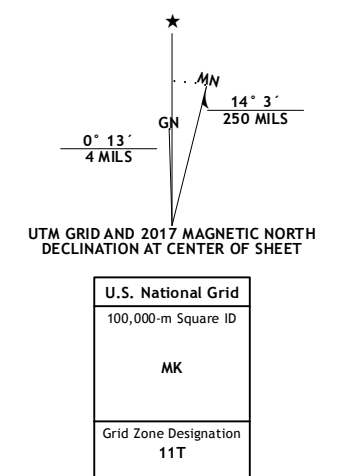 ★
MN
GN
14° 3´
250 MILS
0° 13´
4 MILS
UTM GRID AND 2017 MAGNETIC NORTH
DECLINATION AT CENTER OF SHEET
U.S. National Grid
100,000-m Square ID
MK
Grid Zone Designation
11T